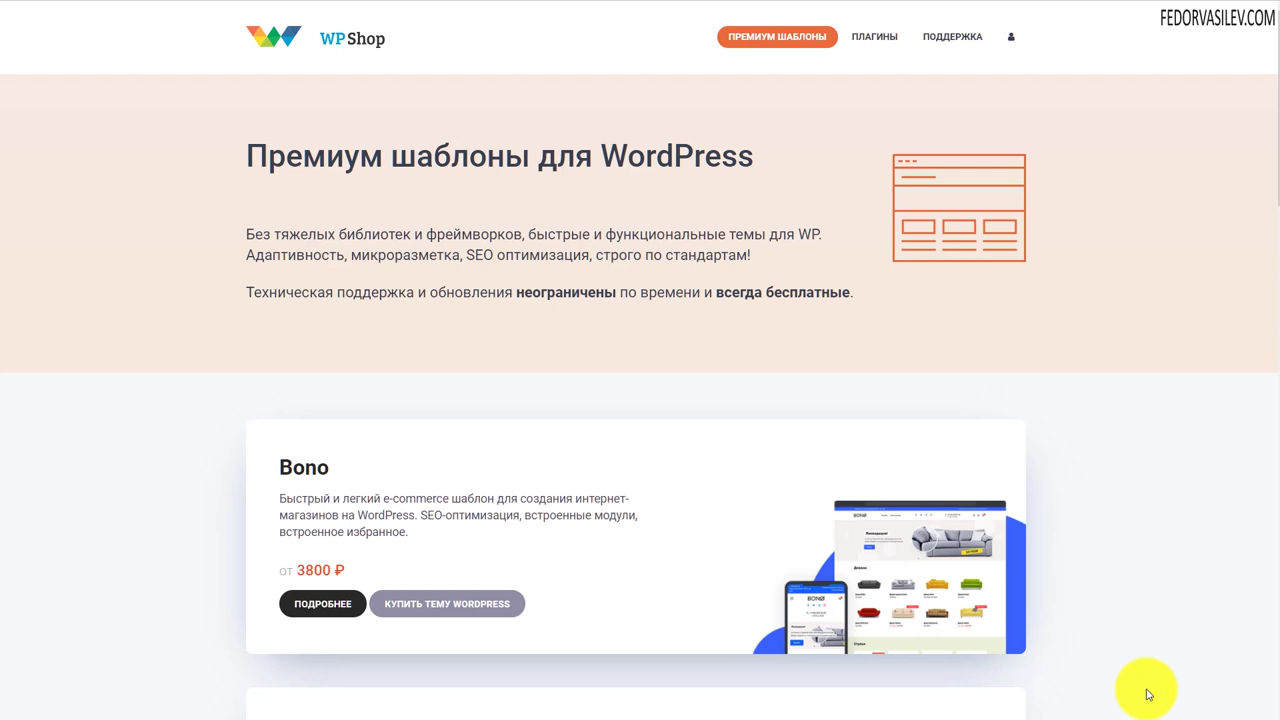 FEDORVASILEV.COM
WPShop
ПРЕМИУМ ШАБЛОНЫ
ПЛАГИНЫ
ПОДДЕРЖКА
Премиум шаблоны для WordPress
Без тяжелых библиотек и фреймворков, быстрые и функциональные темы для WP.
Адаптивность, микроразметка, SEO оптимизация, строго по стандартам!
Техническая поддержка и обновления неограничены по времени и всегда бесплатные.
Bono
Быстрый и легкий e-commerce шаблон для создания интернет-
магазинов на WordPress. SEO-оптимизация, встроенные модули,
встроенное избранное.
от 3800 ₽
ПОДРОБНЕЕ
КУПИТЬ ТЕМУ WORDPRESS
BONO
BONO